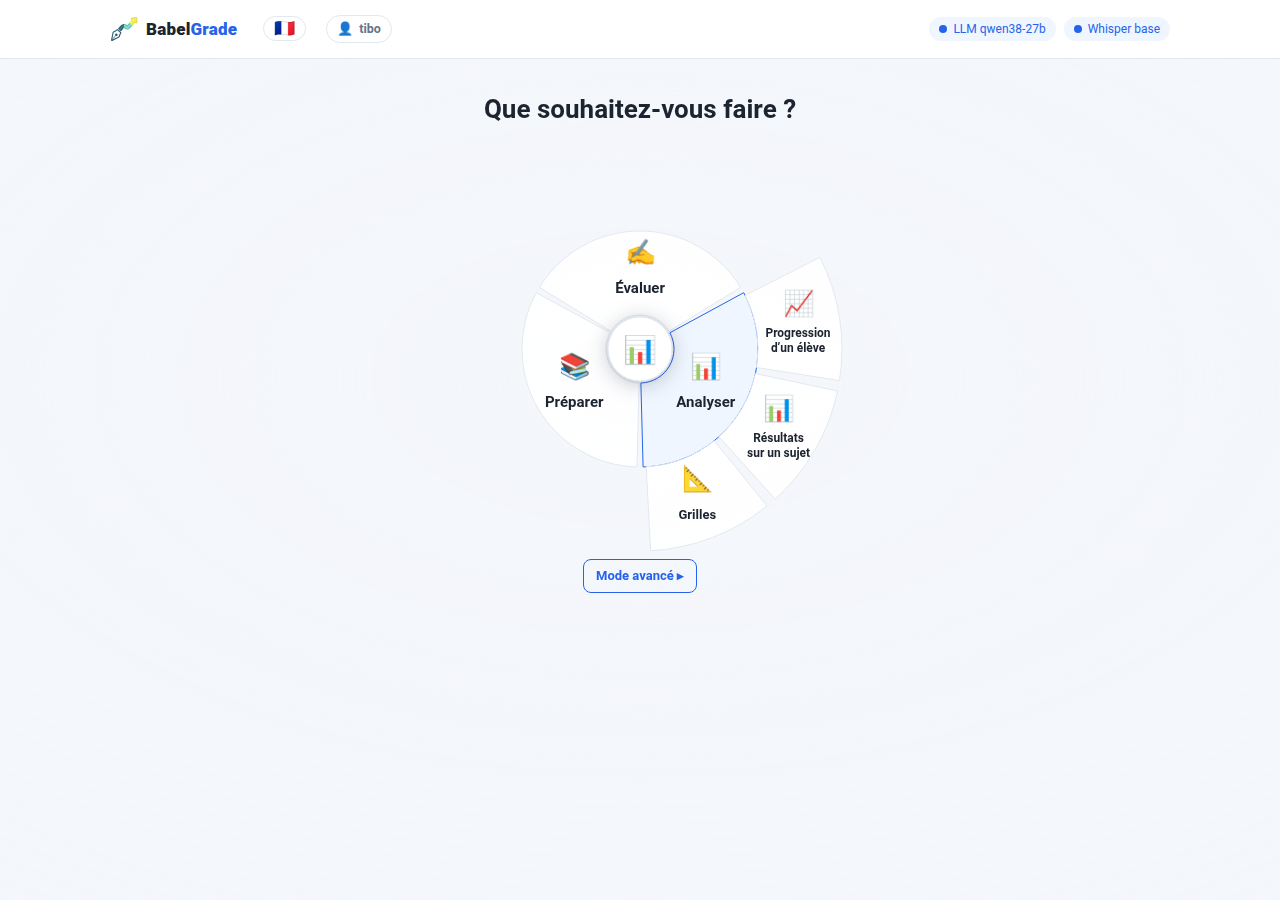 BabelGrade
tibo
LLM qwen38-27b
Whisper base
Que souhaitez-vous faire ?
Évaluer
Préparer
Analyser
Progression
d’un élève
Résultats
sur un sujet
Grilles
Mode avancé ▸